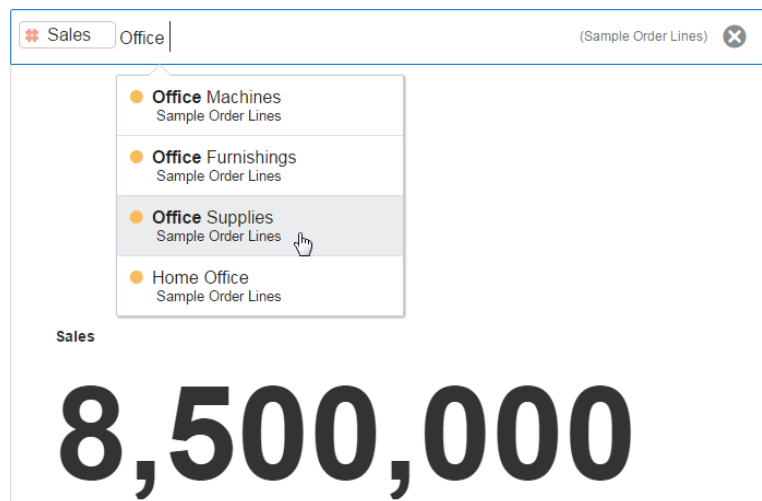 # Sales Office (Sample Order Lines)
Office Machines
Sample Order Lines
Office Furnishings
Sample Order Lines
Office Supplies
Sample Order Lines
Home Office
Sample Order Lines
Sales
8,500,000